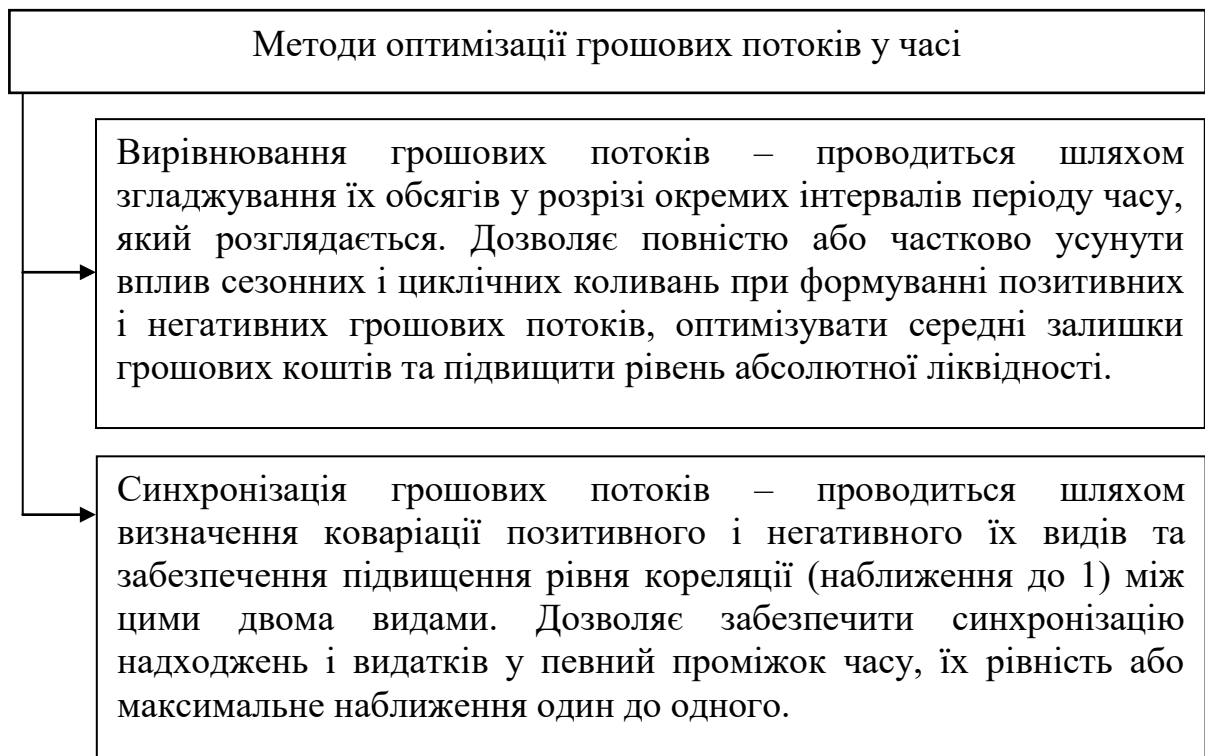 Методи оптимізації грошових потоків у часі
Вирівнювання грошових потоків – проводиться шляхом
згладжування їх обсягів у розрізі окремих інтервалів періоду часу,
який розглядається. Дозволяє повністю або частково усунути
вплив сезонних і циклічних коливань при формуванні позитивних
і негативних грошових потоків, оптимізувати середні залишки
грошових коштів та підвищити рівень абсолютної ліквідності.
Синхронізація грошових потоків – проводиться шляхом
визначення коваріації позитивного і негативного їх видів та
забезпечення підвищення рівня кореляції (наближення до 1) між
цими двома видами. Дозволяє забезпечити синхронізацію
надходжень і видатків у певний проміжок часу, їх рівність або
максимальне наближення один до одного.